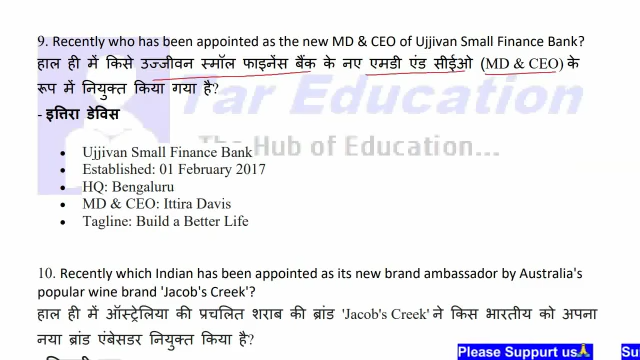 9. Recently who has been appointed as the new MD & CEO of Ujjivan Small Finance Bank?
हाल ही में किसे उज्जीवन स्मॉल फाइनेंस बैंक के नए एमडी एंड सीईओ (MD & CEO) के
रूप में नियुक्त किया गया है?
- इत्तिरा डेविस
Tar Education
The Hub of Education...
• Ujjivan Small Finance Bank
• Established: 01 February 2017
• HQ: Bengaluru
• MD & CEO: Ittira Davis
• Tagline: Build a Better Life
10. Recently which Indian has been appointed as its new brand ambassador by Australia's
popular wine brand 'Jacob's Creek'?
हाल ही में ऑस्ट्रेलिया की प्रचलित शराब की ब्रांड 'Jacob's Creek' ने किस भारतीय को अपना
नया ब्रांड एंबेसडर नियुक्त किया है?
Please Suppurt us🙏
Su